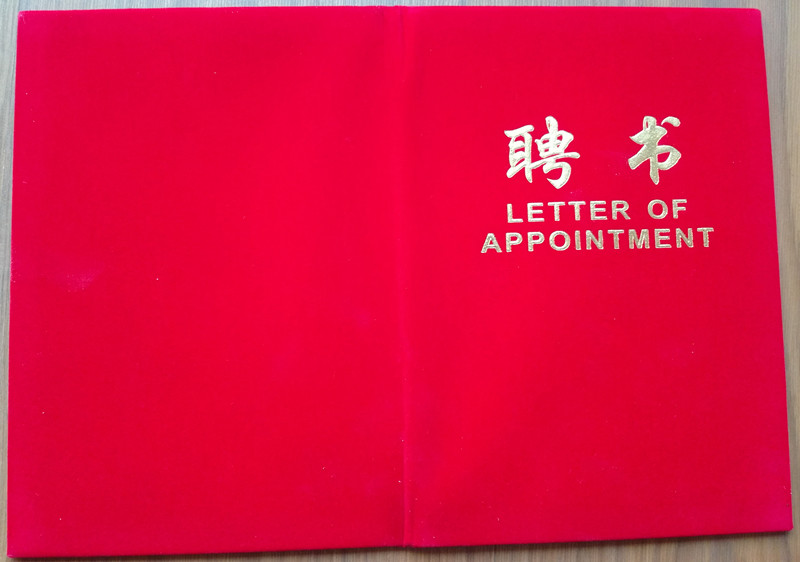 聘书
LETTER OF
APPOINTMENT